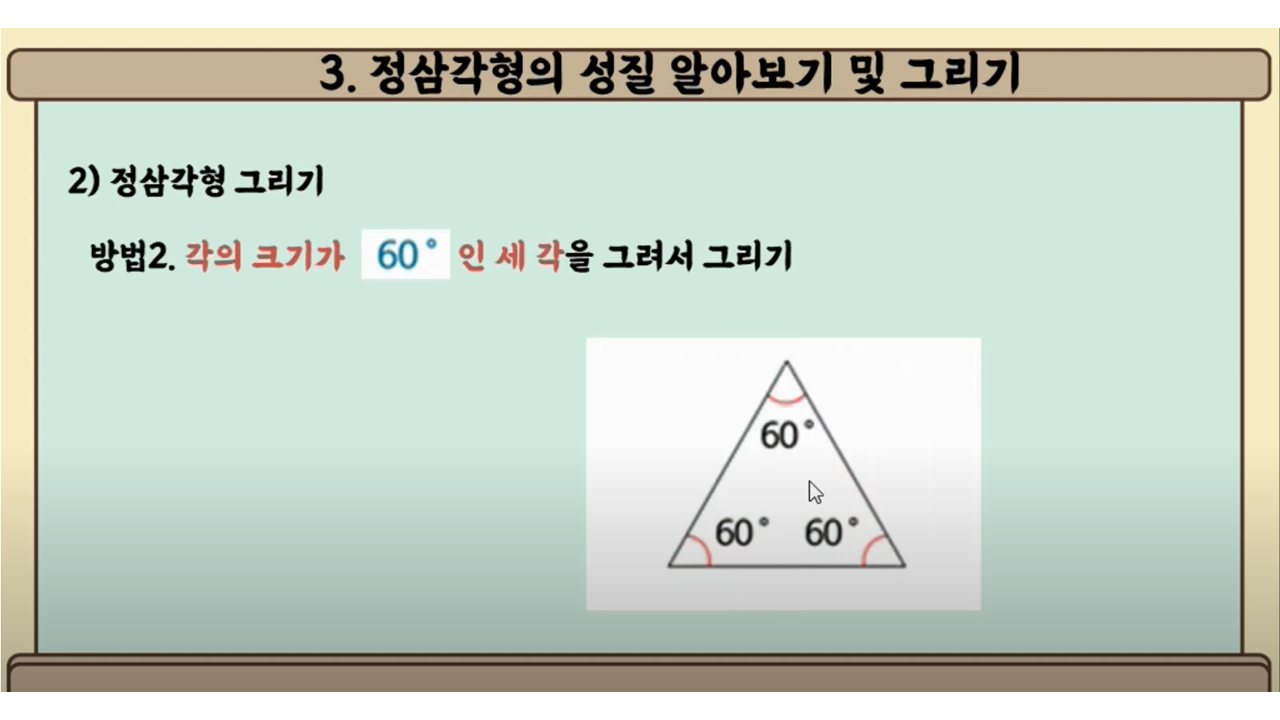 3. 정삼각형의 성질 알아보기 및 그리기
2) 정삼각형 그리기
방법2. 각의 크기가 60° 인 세 각을 그려서 그리기
60°
60° 60°